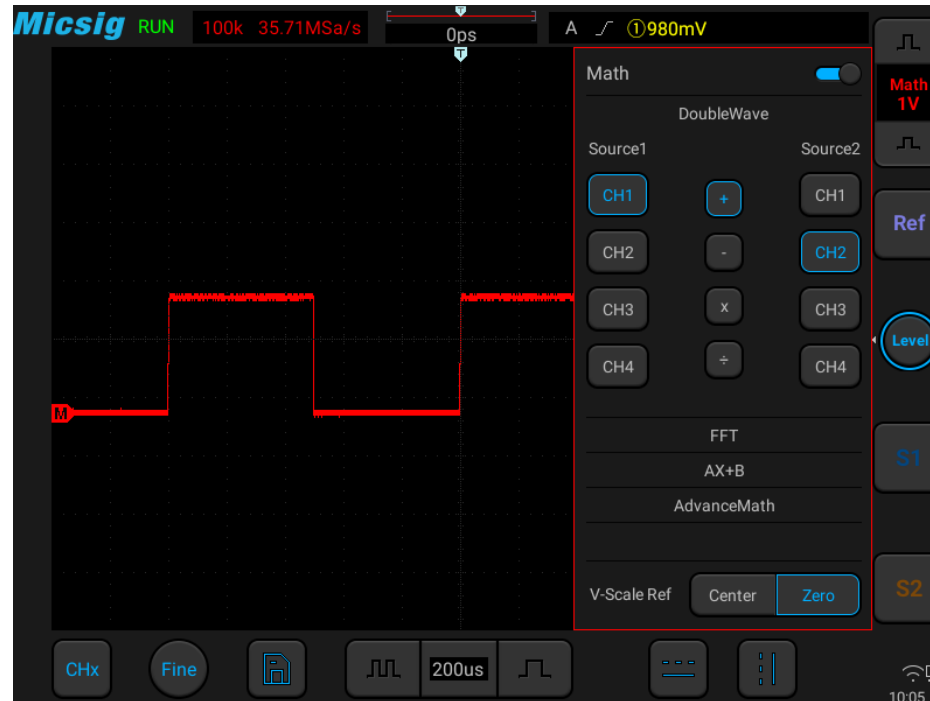 Micsig RUN 100k 35.71MSa/s 0ps A ①980mV
T
T
Math
Math
1V
DoubleWave
Source1 Source2
CH1 + CH1
Ref
CH2 - CH2
CH3 x CH3
Level
CH4 ÷ CH4
M
FFT
S1
AX+B
AdvanceMath
V-Scale Ref Center Zero
S2
CHx Fine 200us
10:05